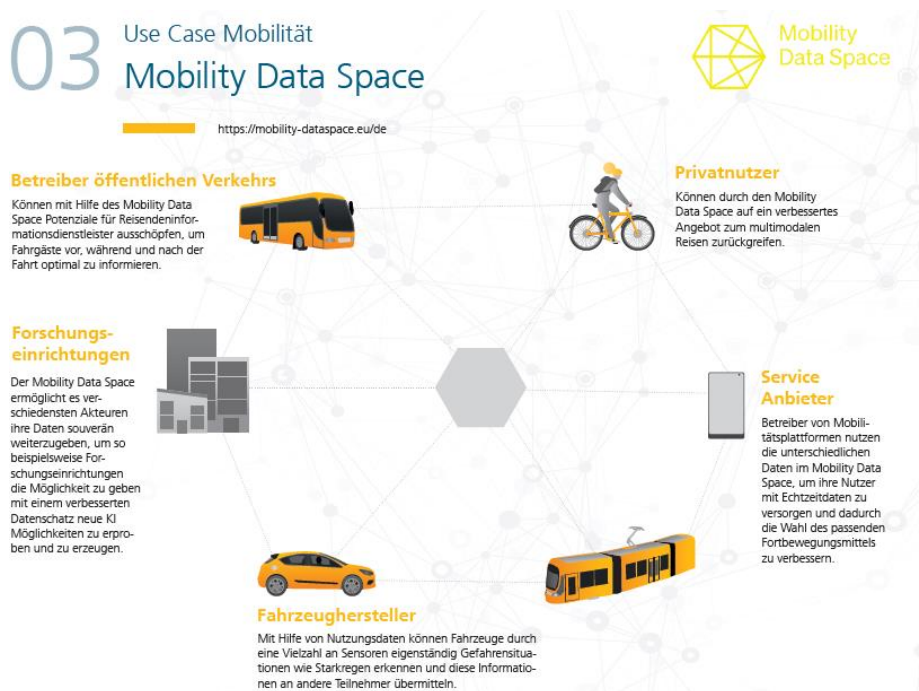 03
Use Case Mobilität
Mobility Data Space
Mobility
Data Space
https://mobility-dataspace.eu/de
Betreiber öffentlichen Verkehrs
Können mit Hilfe des Mobility Data
Space Potenziale für Reisendeninfor-
mationsdienstleister ausschöpfen, um
Fahrgäste vor, während und nach der
Fahrt optimal zu informieren.
Privatnutzer
Können durch den Mobility
Data Space auf ein verbessertes
Angebot zum multimodalen
Reisen zurückgreifen.
Forschungs-
einrichtungen
Der Mobility Data Space
ermöglicht es ver-
schiedensten Akteuren
ihre Daten souverän
weiterzugeben, um so
beispielsweise For-
schungseinrichtungen
die Möglichkeit zu geben
mit einem verbesserten
Datenschatz neue KI
Möglichkeiten zu erpro-
ben und zu erzeugen.
Service
Anbieter
Betreiber von Mobili-
tätsplattformen nutzen
die unterschiedlichen
Daten im Mobility Data
Space, um ihre Nutzer
mit Echtzeitdaten zu
versorgen und dadurch
die Wahl des passenden
Fortbewegungsmittels
zu verbessern.
Fahrzeughersteller
Mit Hilfe von Nutzungsdaten können Fahrzeuge durch
eine Vielzahl an Sensoren eigenständig Gefahrensitua-
tionen wie Starkregen erkennen und diese Informatio-
nen an andere Teilnehmer übermitteln.